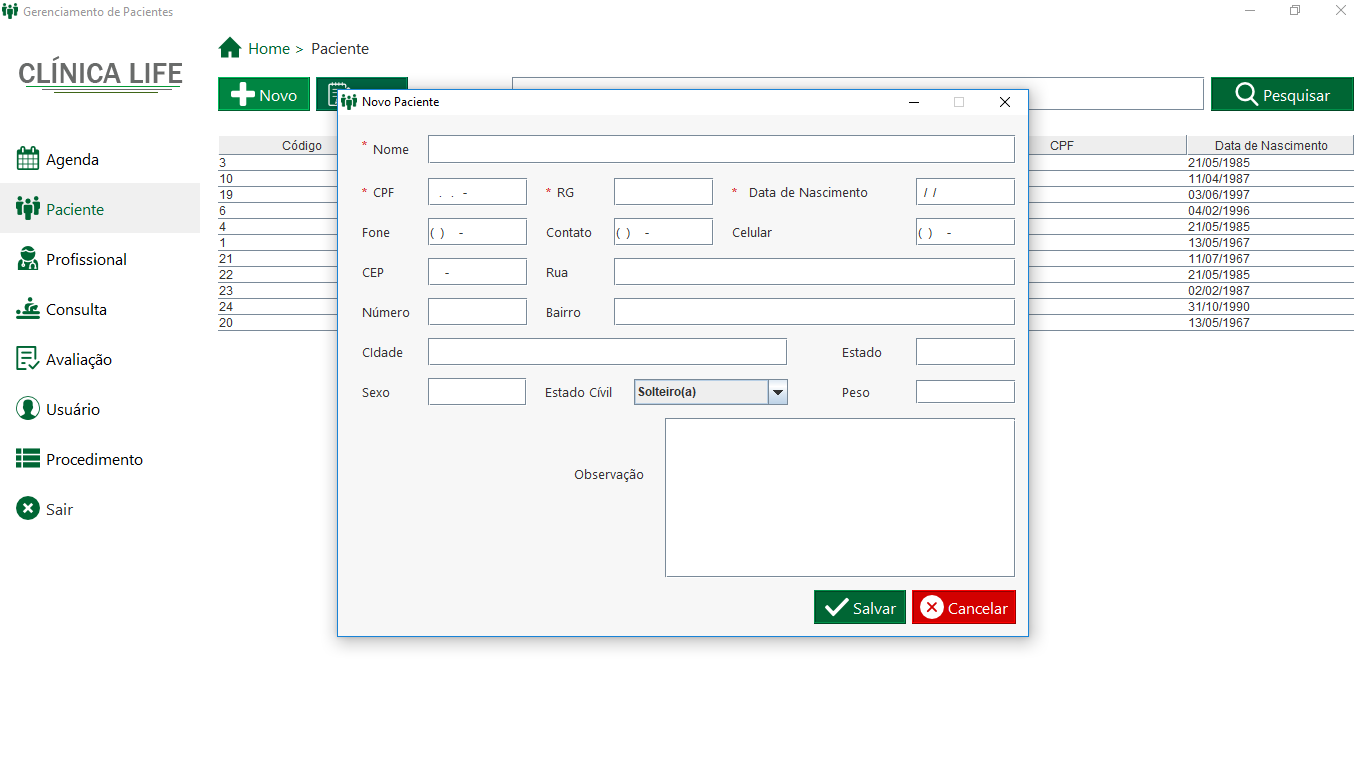 Gerenciamento de Pacientes
CLÍNICA LIFE
Home > Paciente
Novo
Pesquisar
Agenda
Paciente
Profissional
Consulta
Avaliação
Usuário
Procedimento
Sair
Código CPF Data de Nascimento
3 21/05/1985
10 11/04/1987
19 03/06/1997
6 04/02/1996
4 21/05/1985
1 13/05/1967
21 11/07/1967
22 21/05/1985
23 02/02/1987
24 31/10/1990
20 13/05/1967
Novo Paciente
* Nome
* CPF . . - * RG * Data de Nascimento / /
Fone ( ) - Contato ( ) - Celular ( ) -
CEP - Rua
Número Bairro
CIdade Estado
Sexo Estado Cívil Solteiro(a) Peso
Observação
Salvar Cancelar